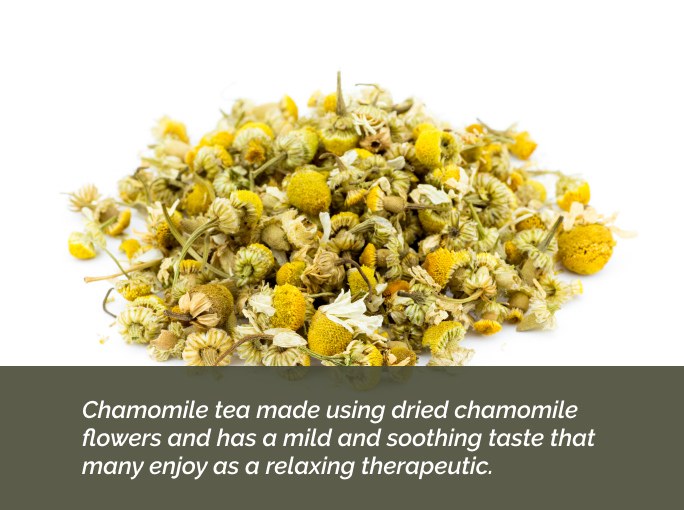 Chamomile tea made using dried chamomile
flowers and has a mild and soothing taste that
many enjoy as a relaxing therapeutic.